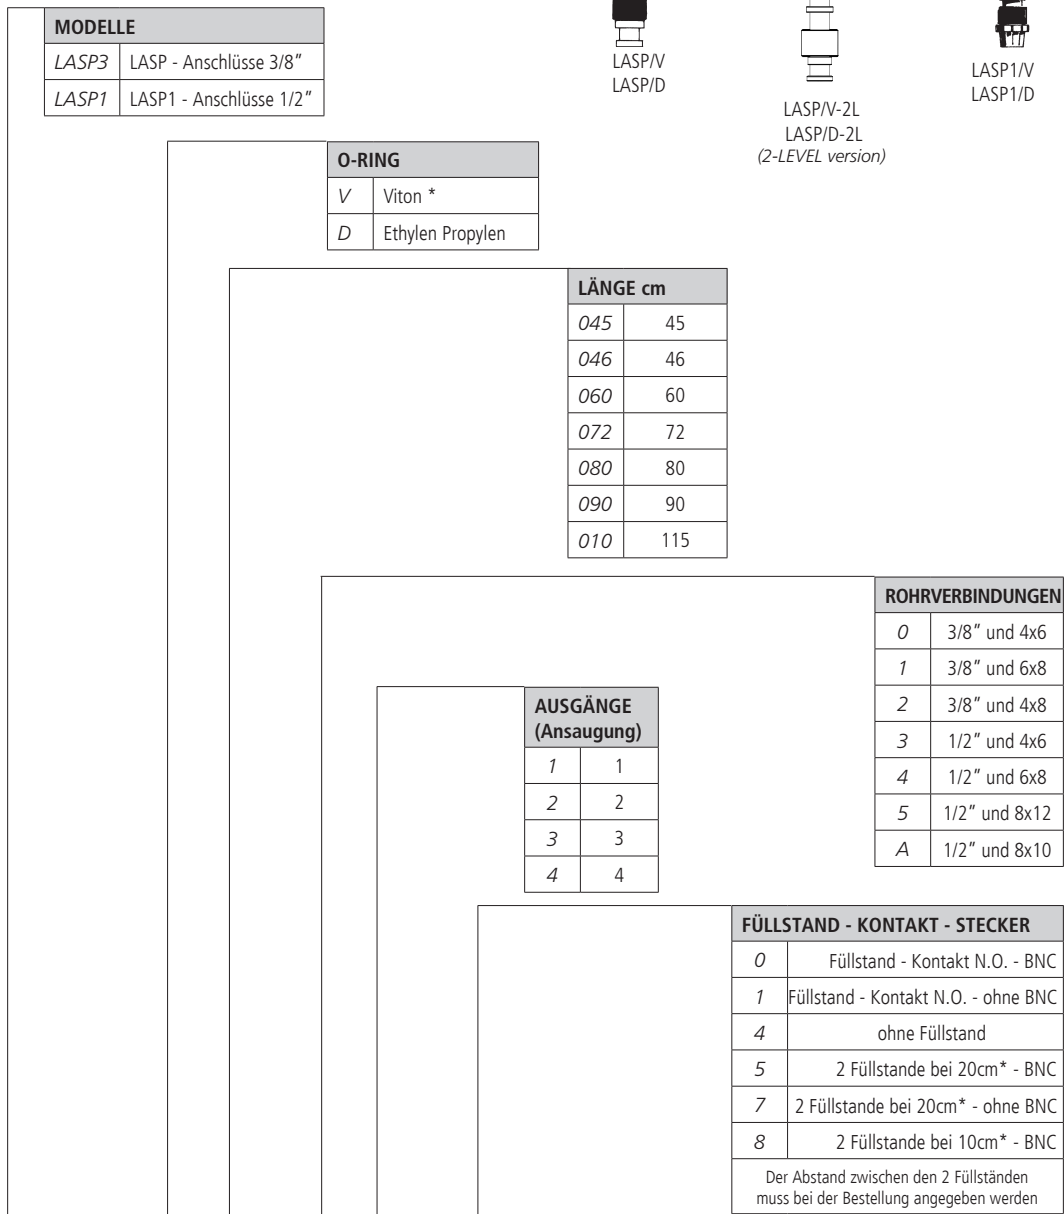 MODELLE
LASP3 LASP - Anschlüsse 3/8”
LASP1 LASP1 - Anschlüsse 1/2”
LASP/V
LASP/D
LASP/V-2L
LASP/D-2L
(2-LEVEL version)
LASP1/V
LASP1/D
O-RING
V Viton *
D Ethylen Propylen
LÄNGE cm
045 45
046 46
060 60
072 72
080 80
090 90
010 115
ROHRVERBINDUNGEN
0 3/8” und 4x6
1 3/8” und 6x8
2 3/8” und 4x8
3 1/2” und 4x6
4 1/2” und 6x8
5 1/2” und 8x12
A 1/2” und 8x10
AUSGÄNGE
(Ansaugung)
1 1
2 2
3 3
4 4
FÜLLSTAND - KONTAKT - STECKER
0 Füllstand - Kontakt N.O. - BNC
1 Füllstand - Kontakt N.O. - ohne BNC
4 ohne Füllstand
5 2 Füllstande bei 20cm* - BNC
7 2 Füllstande bei 20cm* - ohne BNC
8 2 Füllstande bei 10cm* - BNC
Der Abstand zwischen den 2 Füllständen
muss bei der Bestellung angegeben werden